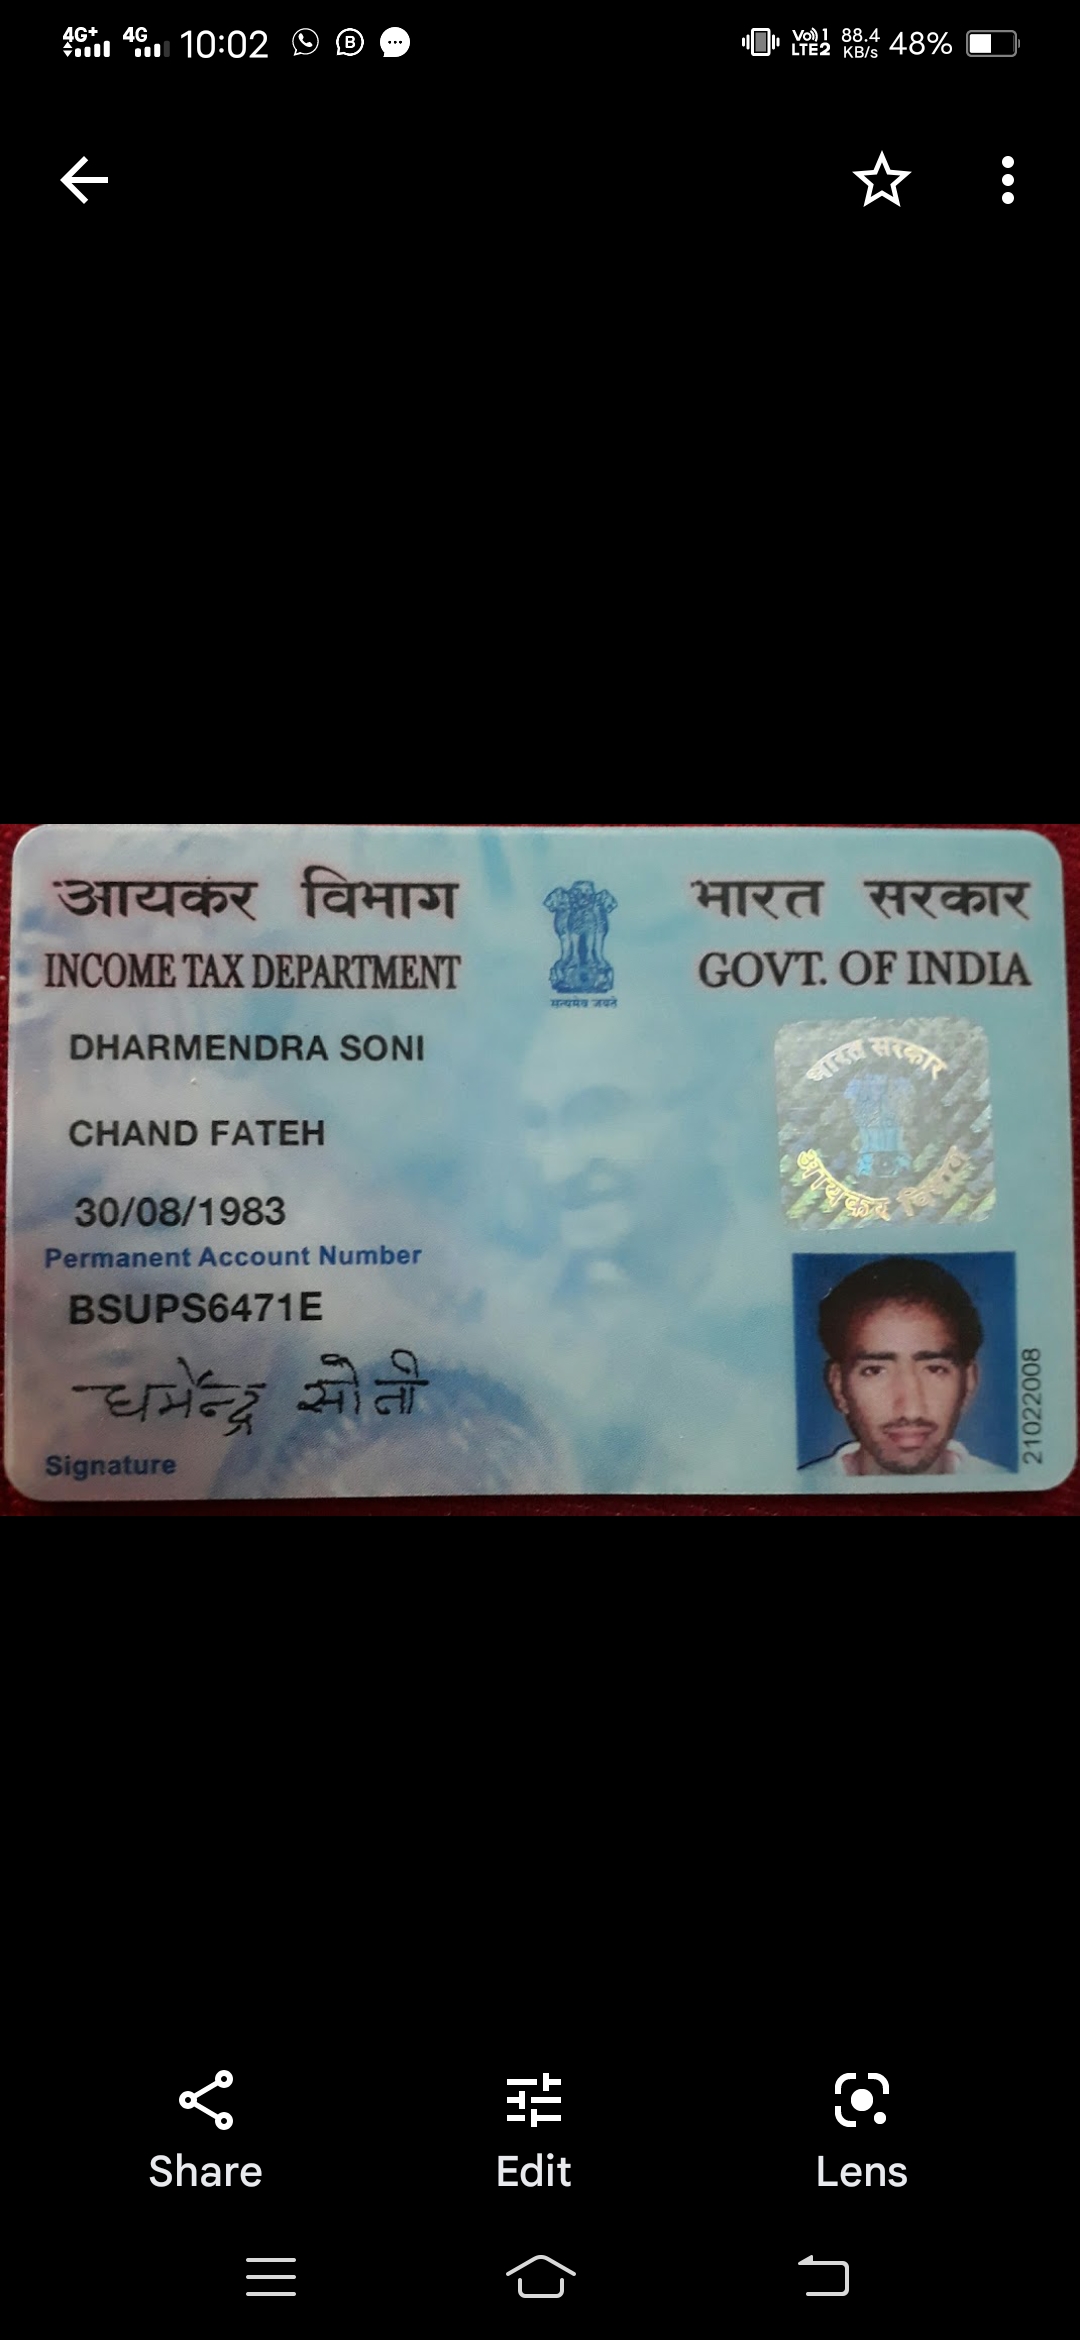 4G+ 4G 10:02 B Vo) 1 LTE2 88.4 KB/s 48%
आयकर विभाग भारत सरकार
INCOME TAX DEPARTMENT GOVT. OF INDIA
सत्यमेव जयते
DHARMENDRA SONI
भारत सरकार
CHAND FATEH
आयकर विभाग
30/08/1983
Permanent Account Number
BSUPS6471E
धर्मेन्द्र सोनी
21022008
Signature
Share Edit Lens